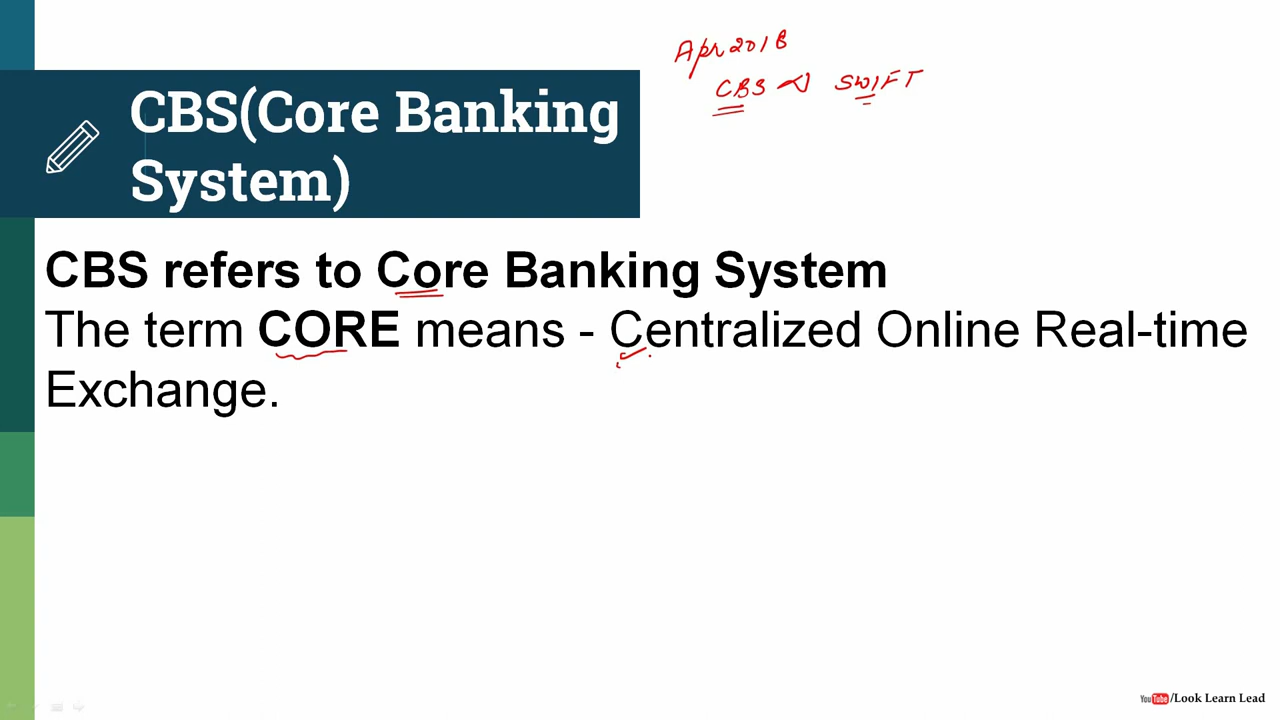 Apr 2018
CBS SWIFT
CBS(Core Banking
System)
CBS refers to Core Banking System
The term CORE means - Centralized Online Real-time
Exchange.
YouTube/Look Learn Lead